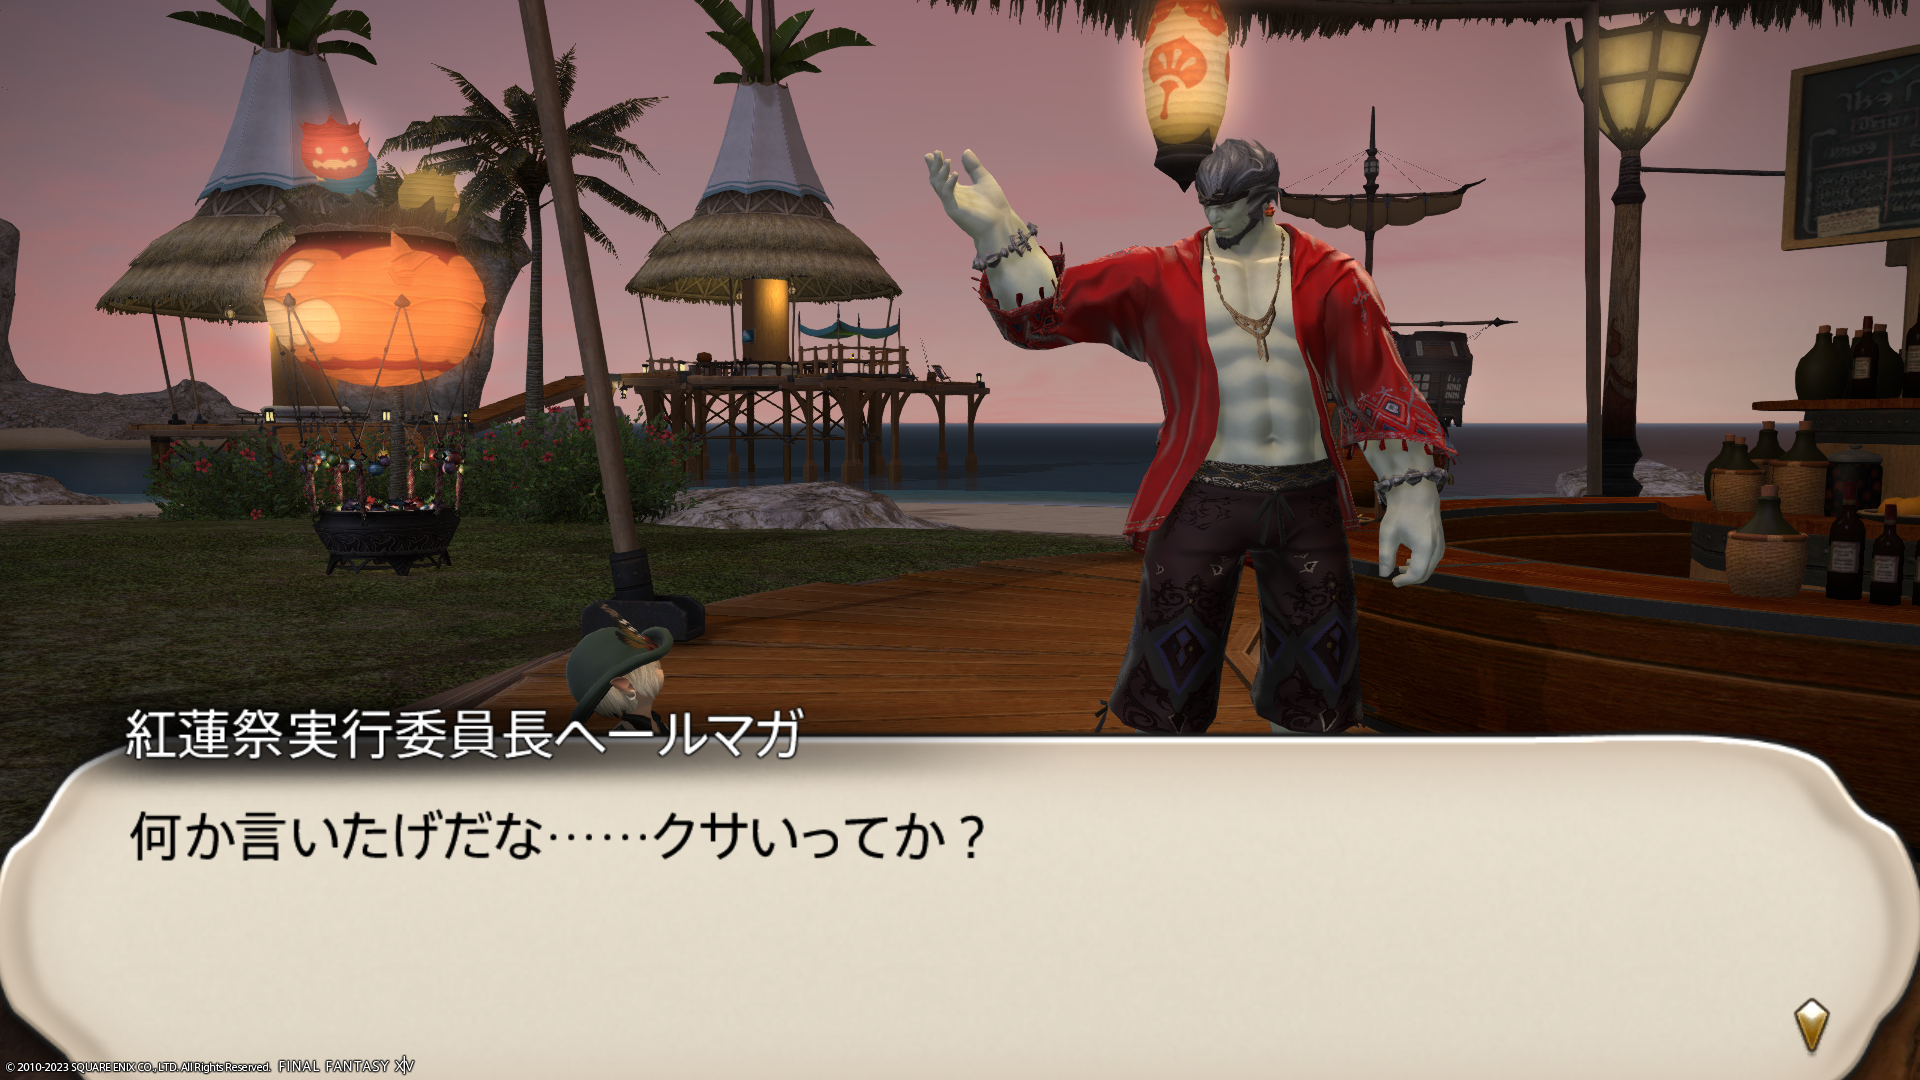 紅蓮祭実行委員長ヘールマガ
何か言いたげだな……クサいってか？
© 2010-2023 SQUARE ENIX CO., LTD. All Rights Reserved. FINAL FANTASY XIV